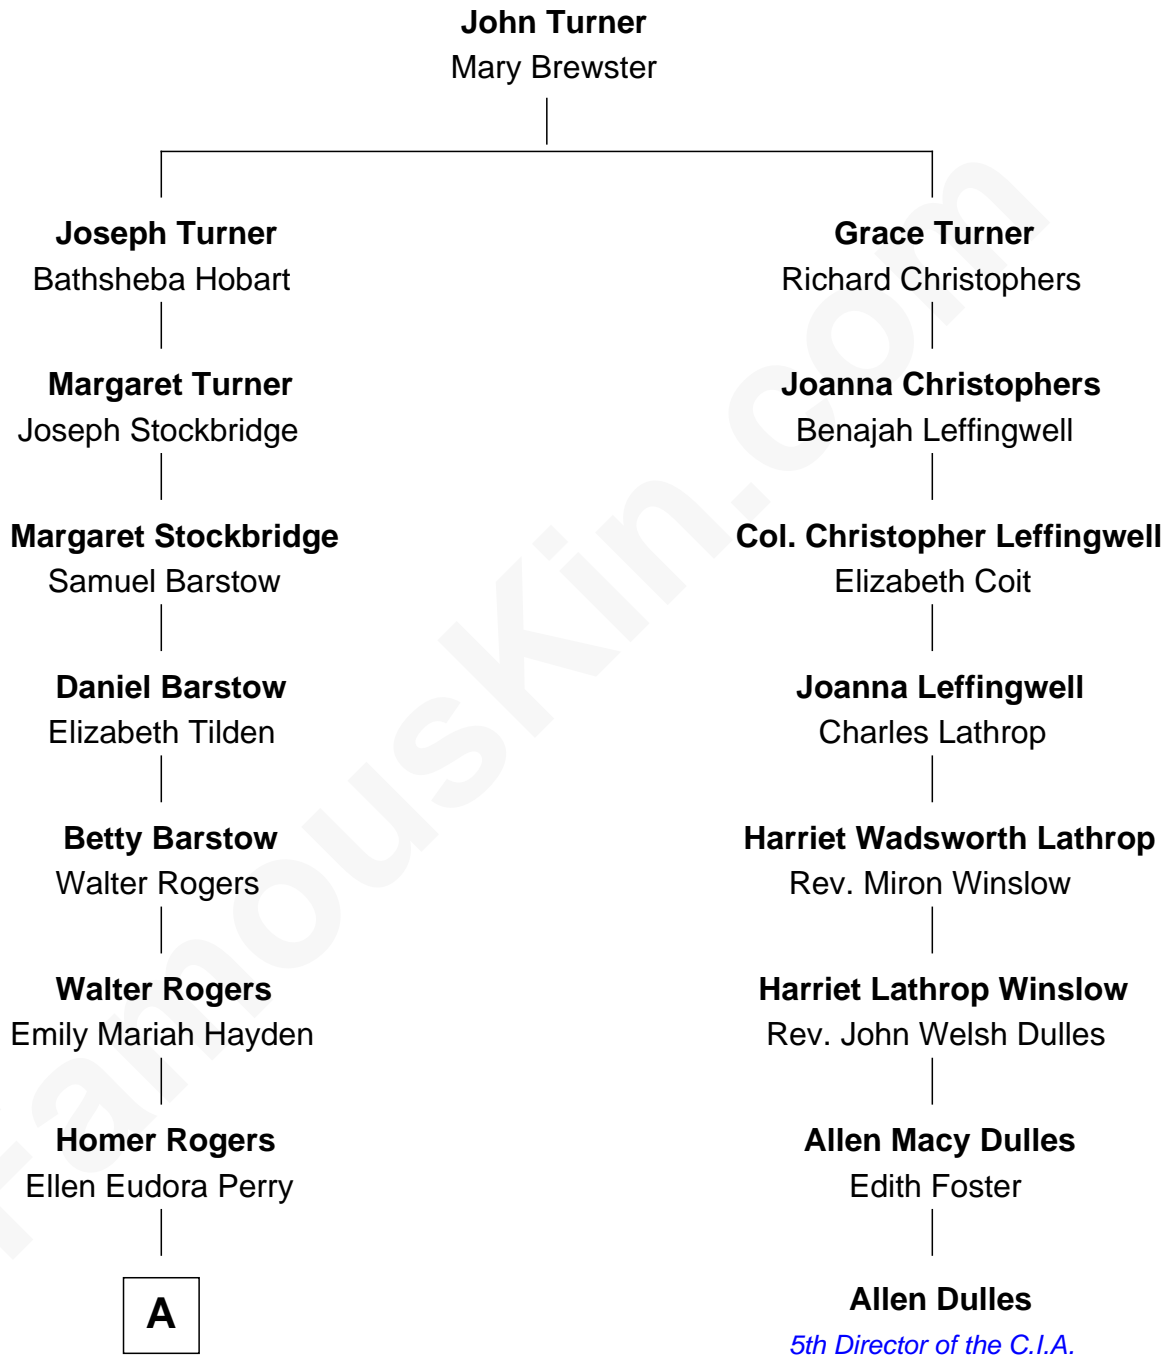 John Turner
Mary Brewster
Joseph Turner
Bathsheba Hobart
Grace Turner
Richard Christophers
Margaret Turner
Joseph Stockbridge
Joanna Christophers
Benajah Leffingwell
Margaret Stockbridge
Samuel Barstow
Col. Christopher Leffingwell
Elizabeth Coit
Daniel Barstow
Elizabeth Tilden
Joanna Leffingwell
Charles Lathrop
Betty Barstow
Walter Rogers
Harriet Wadsworth Lathrop
Rev. Miron Winslow
Walter Rogers
Emily Mariah Hayden
Harriet Lathrop Winslow
Rev. John Welsh Dulles
Homer Rogers
Ellen Eudora Perry
Allen Macy Dulles
Edith Foster
A
Allen Dulles
5th Director of the C.I.A.
FamousKin.com